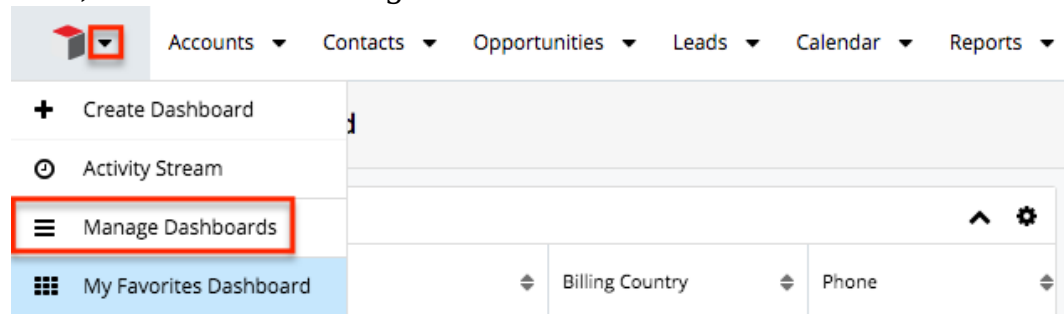 Accounts Contacts Opportunities Leads Calendar Reports
Create Dashboard
Activity Stream
Manage Dashboards
My Favorites Dashboard
Billing Country Phone